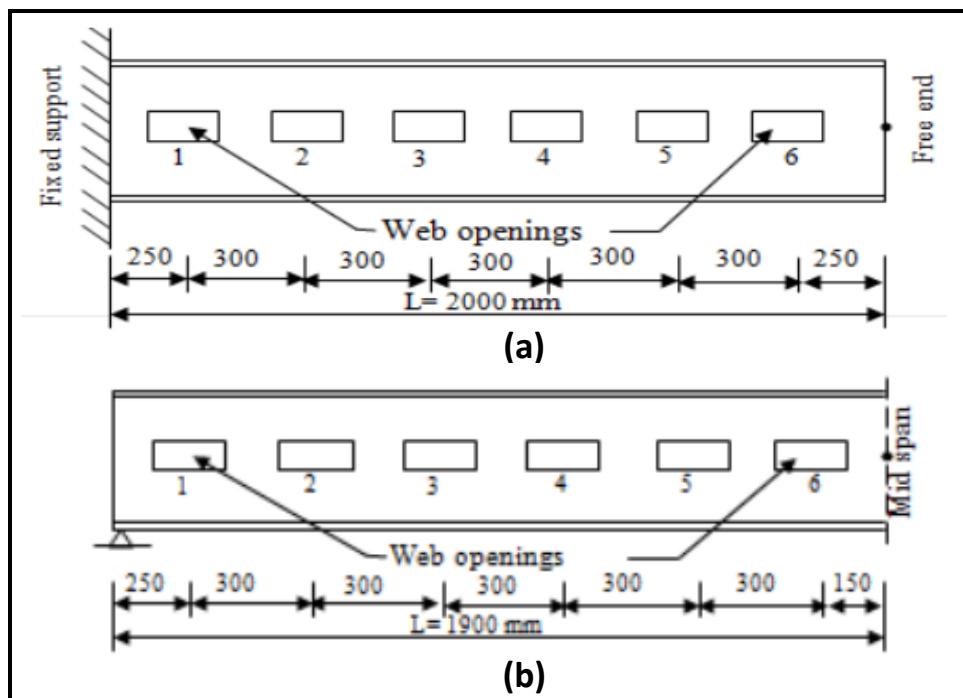 Fixed support
Free end
1 2 3 4 5 6
Web openings
250 300 300 300 300 300 250
L= 2000 mm
(a)
Mid span
1 2 3 4 5 6
Web openings
250 300 300 300 300 300 150
L=1900 mm
(b)